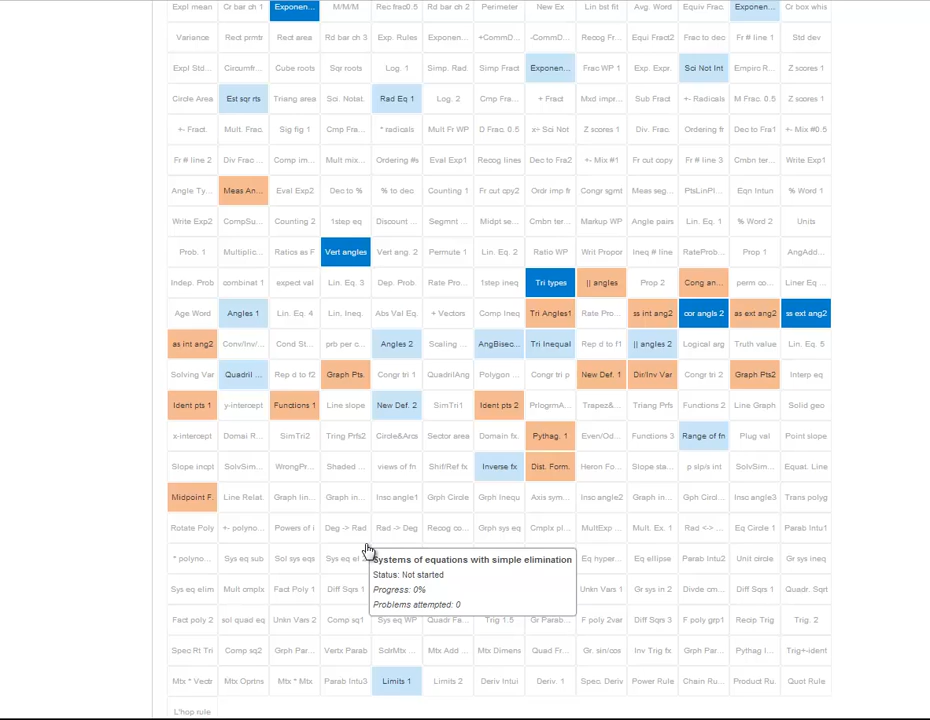 Expl mean Cr bar ch 1 Exponen... M/M/M Rec frac0.5 Rd bar ch 2 Perimeter New Ex Lin bst fit Avg. Word Equiv Frac. Exponen... Cr box whis
Variance Rect prmtr Rect area Rd bar ch 3 Exp. Rules Exponen... +CommD... -CommD... Recog Fr... Equi Fract2 Frac to dec Fr # line 1 Std dev
Expl Std... Circumfr... Cube roots Sqr roots Log. 1 Simp. Rad Simp Fract Exponen... Frac WP 1 Exp. Expr. Sci Not Int Empiro R... Z scores 1
Circle Area Est sqr rts Triang area Sci. Notat. Rad Eq 1 Log. 2 Cmp Fra... + Fract Mxd impr... Sub Fract +- Radicals M Frac. 0.5 Z scores 1
+- Fract. Mult. Frac. Sig fig 1 Cmp Fra... * radicals Mult Fr WP D Frac. 0.5 x÷ Sci Not Z scores 1 Div. Frac. Ordering fr Dec to Fra1 +- Mix #0.5
Fr # line 2 Div Frac ... Comp im... Mult mix... Ordering #s Eval Exp1 Recog lines Dec to Fra2 +- Mix #1 Fr cut copy Fr # line 3 Cmbn ter... Write Exp1
Angle Ty... Meas An... Eval Exp2 Dec to % % to dec Counting 1 Fr cut cpy2 Ordr imp fr Congr sgmt Meas seg... PtsLinPl... Eqn Intun % Word 1
Write Exp2 CompSu... Counting 2 1step eq Discount ... Segmnt ... Midpt se... Cmbn ter... Markup WP Angle pairs Lin. Eq. 1 % Word 2 Units
Prob. 1 Multiplic... Ratios as F Vert angles Vert ang. 2 Permute 1 Lin. Eq. 2 Ratio WP Writ Propor Ineq # line RateProb... Prop 1 AngAdd...
Indep. Prob combinat 1 expect val Lin. Eq. 3 Dep. Prob. Rate Pro... 1step ineq Tri types || angles Prop 2 Cong an... perm co... Liner Eq ...
Age Word Angles 1 Lin. Eq. 4 Lin. Ineq. Abs Val Eq. + Vectors Comp Ineq Tri Angles1 Rate Pro... ss int ang2 cor angls 2 as ext ang2 ss ext ang2
as int ang2 Conv/Inv/... Cond St... prb per c... Angles 2 Scaling ... AngBisec... Tri Inequal Rep d to f1 || angles 2 Logical arg Truth value Lin. Eq. 5
Solving Var Quadril ... Rep d to f2 Graph Pts. Congr tri 1 QuadrilAng Polygon ... Congr tri p New Def. 1 Dir/Inv Var Congr tri 2 Graph Pts2 Interp eq
Ident pts 1 y-intercept Functions 1 Line slope New Def. 2 SimTri1 Ident pts 2 PrlogrmA... Trapez&... Triang Prfs Functions 2 Line Graph Solid geo
x-intercept Domai R... SimTri2 Tring Prfs2 Circle&Arcs Sector area Domain fx. Pythag. 1 Even/Od... Functions 3 Range of fn Plug val Point slope
Slope incpt SolvSim... WrongPr... Shaded ... views of fn Shif/Ref fx Inverse fx Dist. Form. Heron Fo... Slope sta... p slp/s int SolvSim... Equat. Line
Midpoint F. Line Relat. Graph lin... Graph in... Insc angle1 Grph Circle Grph Inequ Axis sym... Insc angle2 Graph in... Gph Circl... Insc angle3 Trans polyg
Rotate Poly +- polyno... Powers of i Deg -> Rad Rad -> Deg Recog co... Grph sys eq Cmplx pl... MultExp ... Mult. Ex. 1 Rad <-> ... Eq Circle 1 Parab Intu1
* polyno... Sys eq sub Sol sys eqs Sys eq el Systems of equations with simple elimination Eq hyper... Eq ellipse Parab Intu2 Unit circle Gr sys ineq
Status: Not started
Sys eq elim Mult cmplx Fact Poly 1 Diff Sqrs 1 Progress: 0% Unkn Vars 1 Gr sys in 2 Divde cm... Diff Sqrs 1 Quadr. Sqrt
Problems attempted: 0
Fact poly 2 sol quad eq Unkn Vars 2 Comp sq1 Sys eq WP Quadr Fa... Trig 1.5 Gr Parab... F poly 2var Diff Sqrs 3 F poly grp1 Recip Trig Trig. 2
Spec Rt Tri Comp sq2 Grph Par... Vertx Parab SclrMtx ... Mtx Add ... Mtx Dimens Quad Fr... Gr. sin/cos Inv Trig fx Grph Par... Pythag I... Trig+-ident
Mtx * Vectr Mtx Oprtns Mtx * Mtx Parab Intu3 Limits 1 Limits 2 Deriv Intui Deriv. 1 Spec. Deriv Power Rule Chain Ru... Product Ru. Quot Rule
L'hop rule